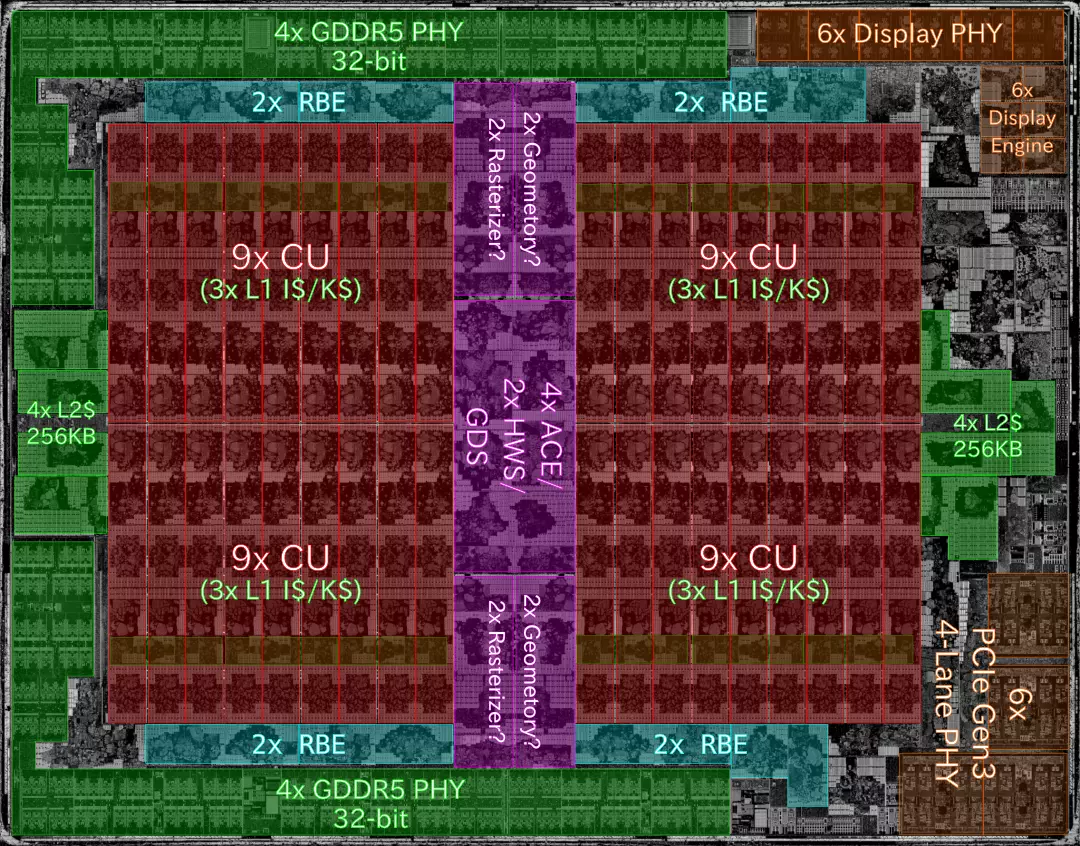 4x GDDR5 PHY
32-bit
6x Display PHY
2x RBE
2x RBE
6x
Display
Engine
2x Geometory?
2x Rasterizer?
9x CU
(3x L1 I$/K$)
9x CU
(3x L1 I$/K$)
4x L2$
256KB
4x ACE/
2x HWS/
GDS
4x L2$
256KB
9x CU
(3x L1 I$/K$)
9x CU
(3x L1 I$/K$)
2x Geometory?
2x Rasterizer?
6x
PCIe Gen3
4-Lane PHY
2x RBE
2x RBE
4x GDDR5 PHY
32-bit